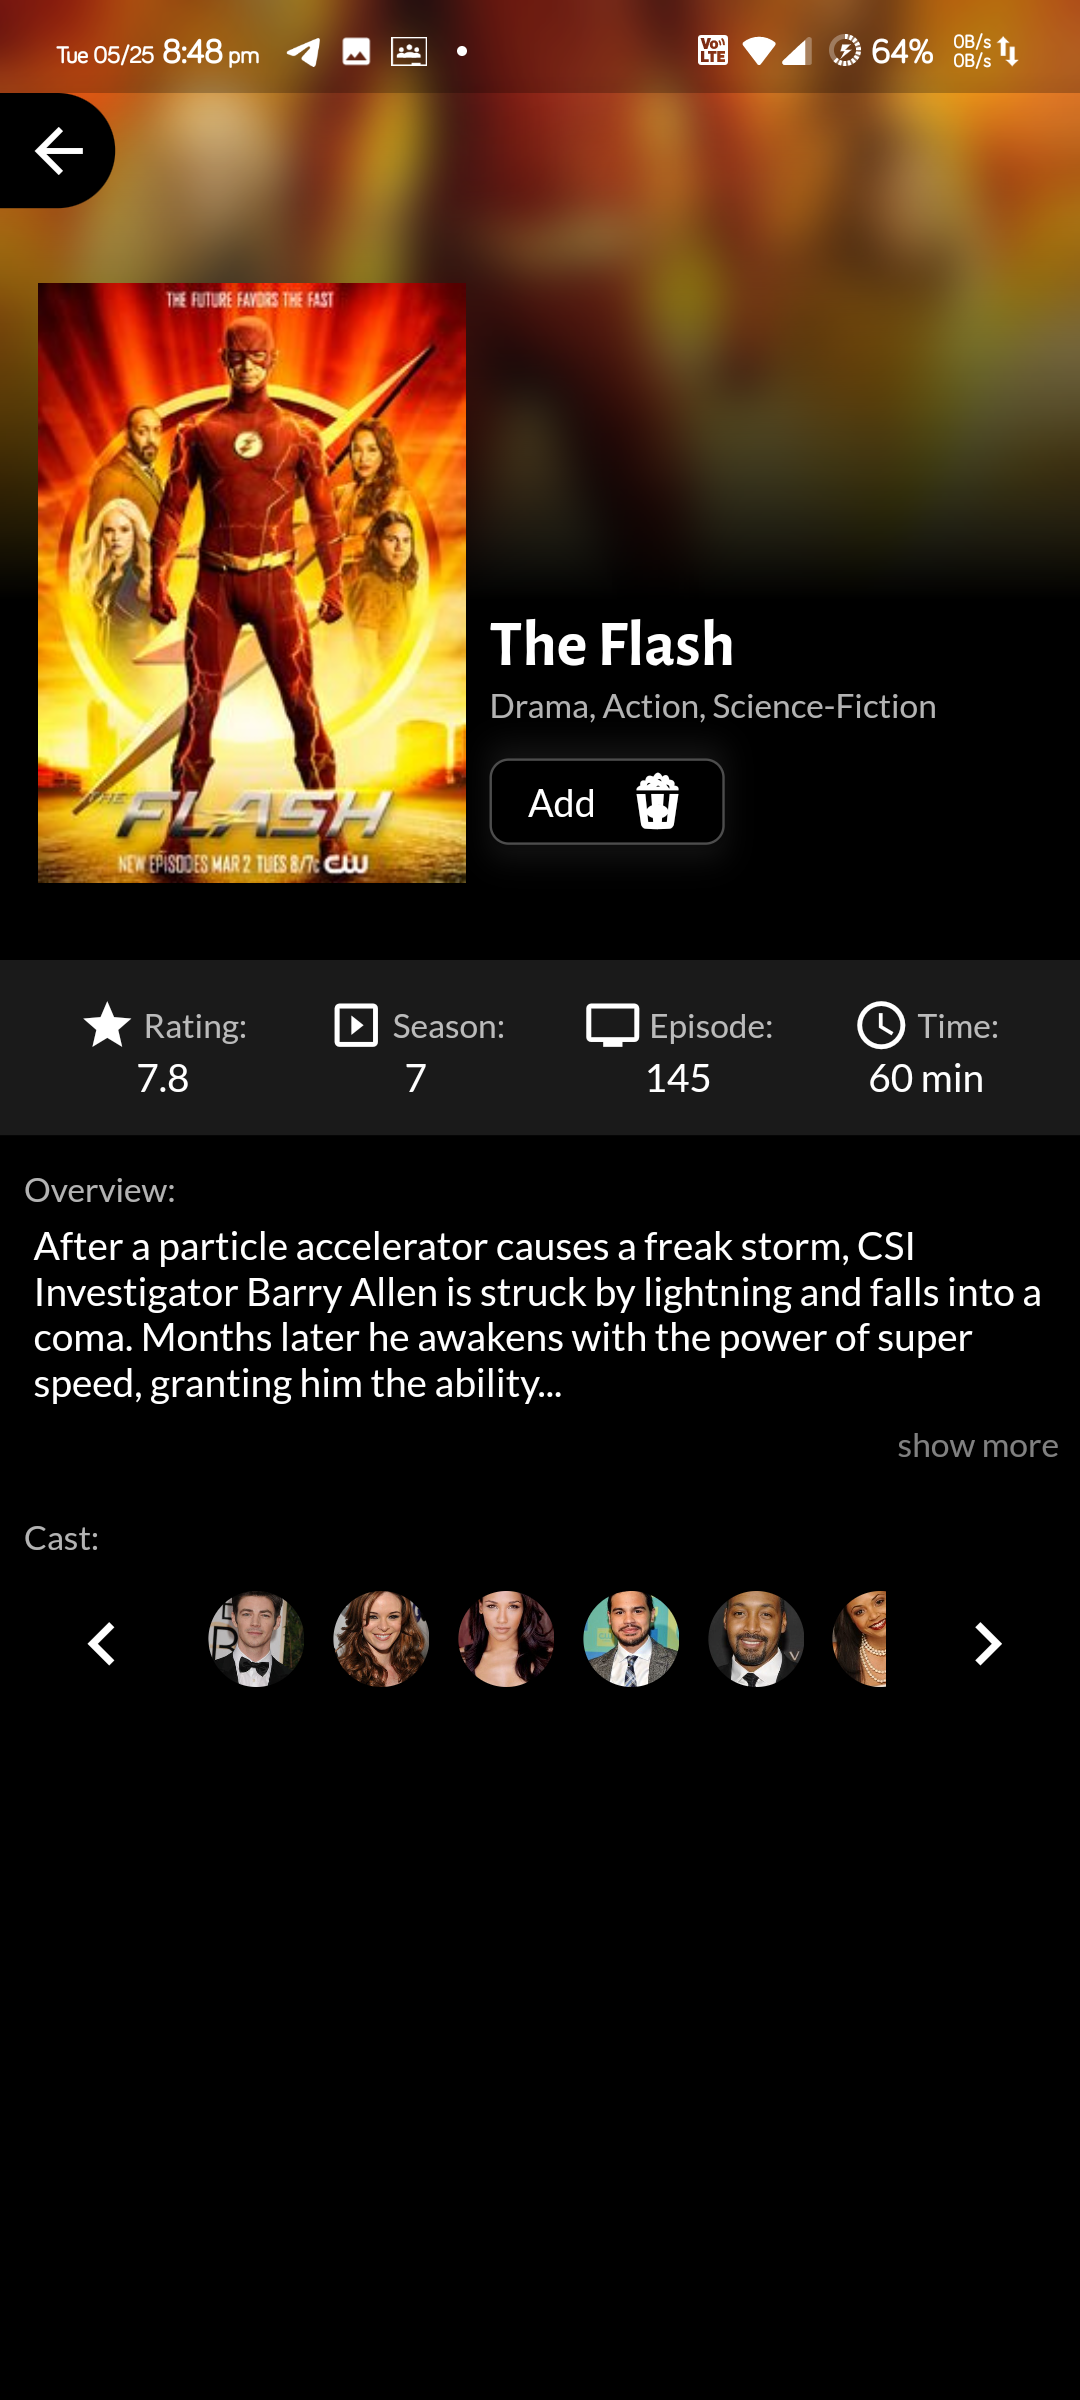 Tue 05/25 8:48 pm
VoLTE
64%
0B/s
0B/s
THE FUTURE FAVORS THE FAST
THE
FLASH
NEW EPISODES MAR 2 TUES 8/7c CW
The Flash
Drama, Action, Science-Fiction
Add
Rating: Season: Episode: Time:
7.8 7 145 60 min
Overview:
After a particle accelerator causes a freak storm, CSI
Investigator Barry Allen is struck by lightning and falls into a
coma. Months later he awakens with the power of super
speed, granting him the ability...
show more
Cast: